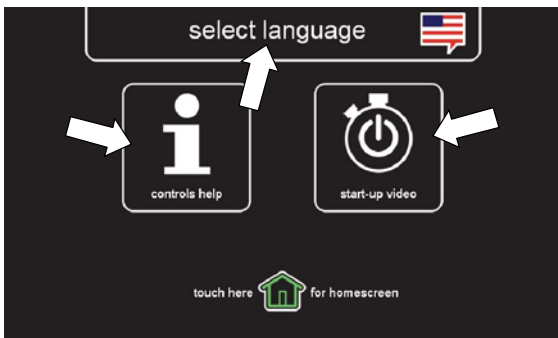 select language
controls help
start-up video
touch here for homescreen